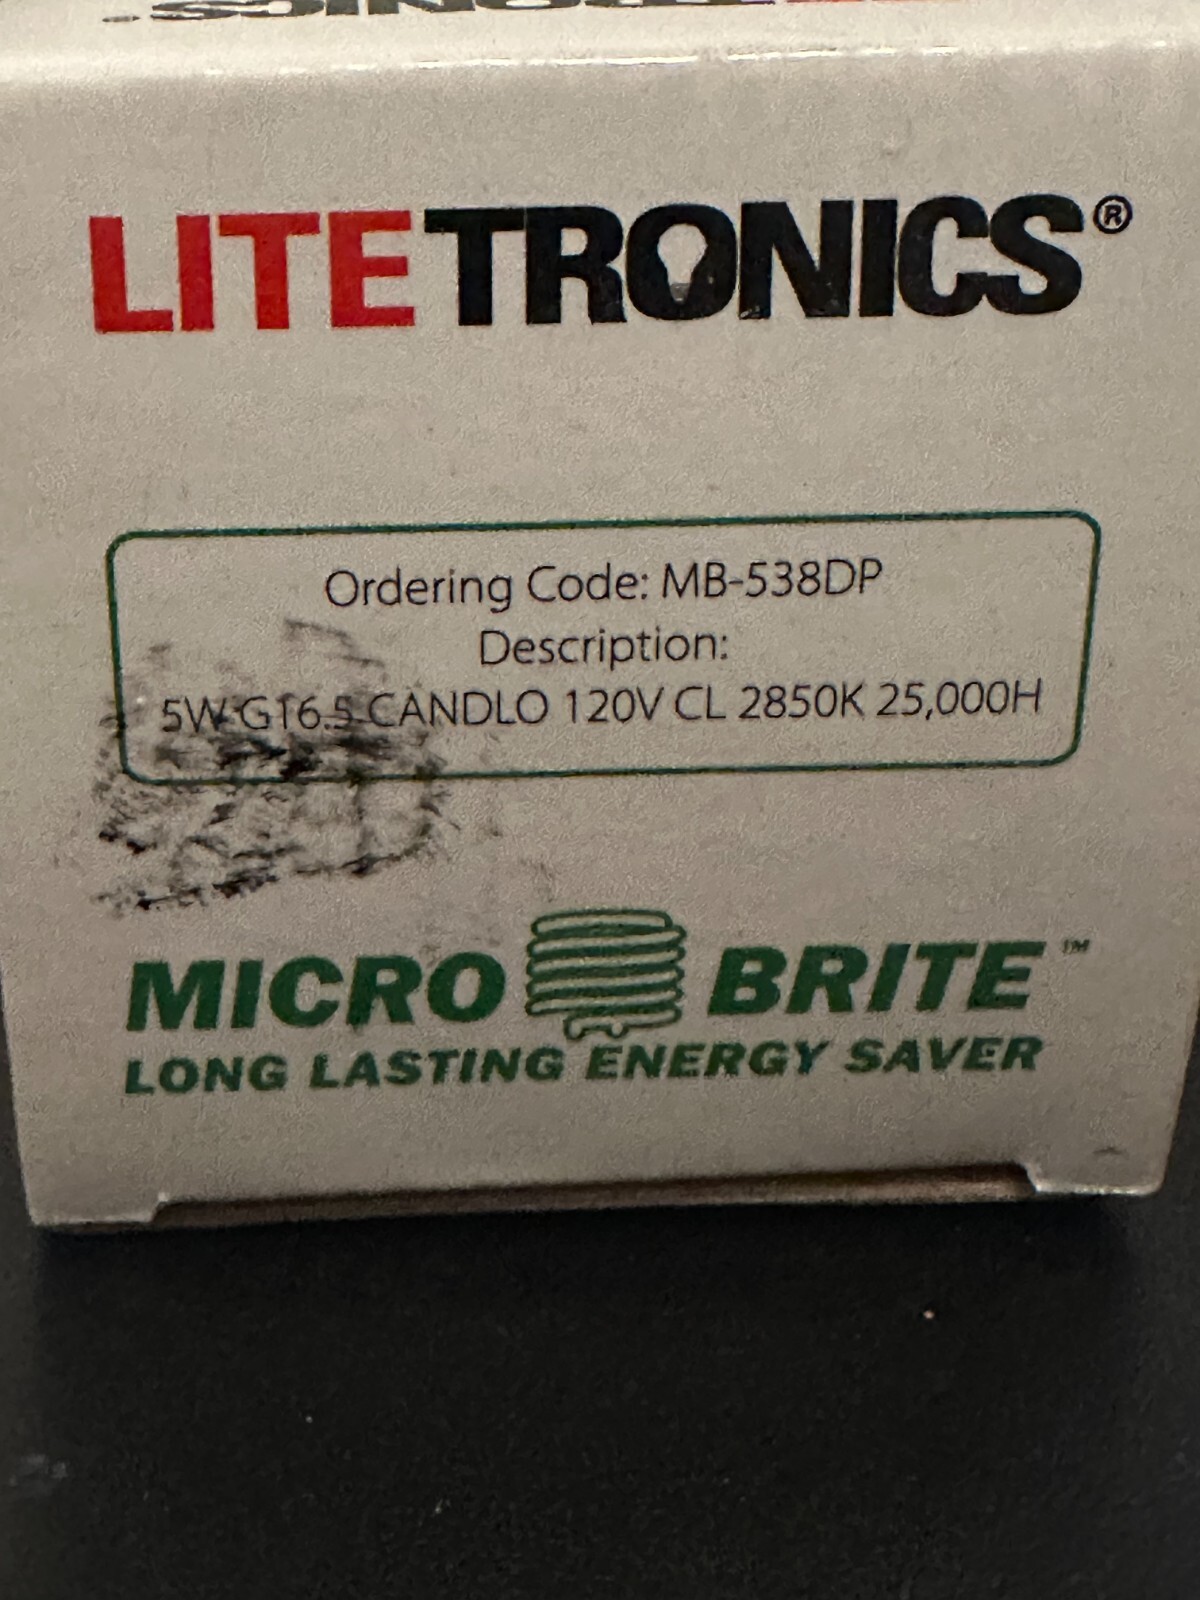 LITETRONICS®
Ordering Code: MB-538DP
Description:
5W G16.5 CANDLO 120V CL 2850K 25,000H
MICRO BRITE™
LONG LASTING ENERGY SAVER